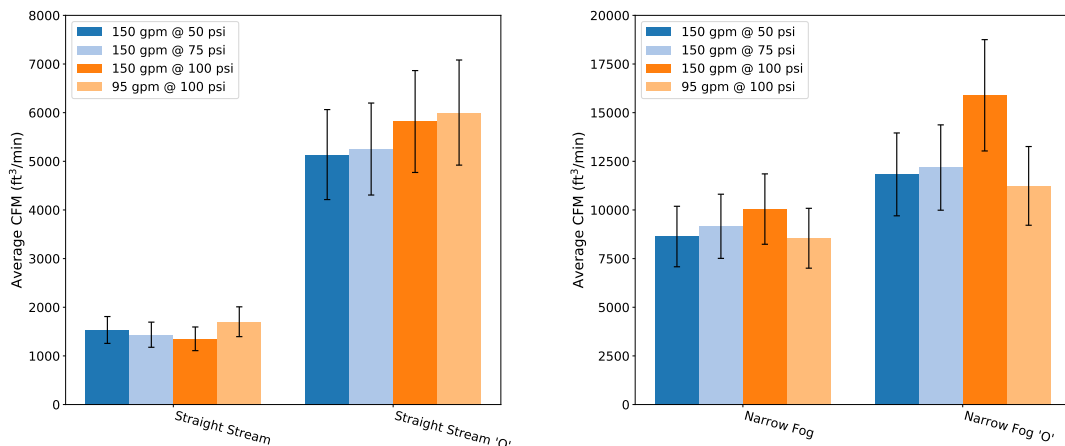 8000
7000
6000
5000
4000
3000
2000
1000
0
Average CFM (ft³/min)
150 gpm @ 50 psi
150 gpm @ 75 psi
150 gpm @ 100 psi
95 gpm @ 100 psi
Straight Stream
Straight Stream 'O'
20000
17500
15000
12500
10000
7500
5000
2500
0
Average CFM (ft³/min)
150 gpm @ 50 psi
150 gpm @ 75 psi
150 gpm @ 100 psi
95 gpm @ 100 psi
Narrow Fog
Narrow Fog 'O'